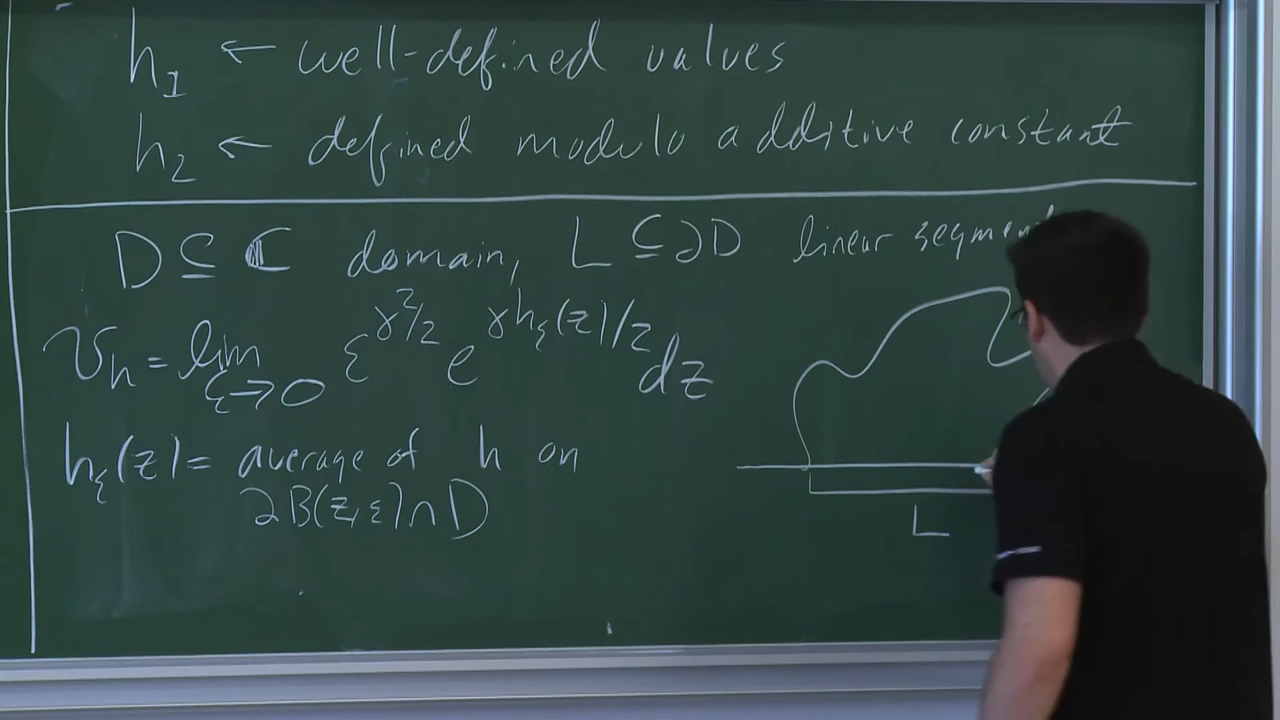 h₁ ← well-defined values
h₂ ← defined modulo additive constant
D ⊆ ℂ domain, L ⊆ ∂D linear segment
ν_h = lim_{ε→0} ε^{γ²/2} e^{γh_ε(z)/2} dz
h_ε(z) = average of h on
∂B(z,ε)∩D
L